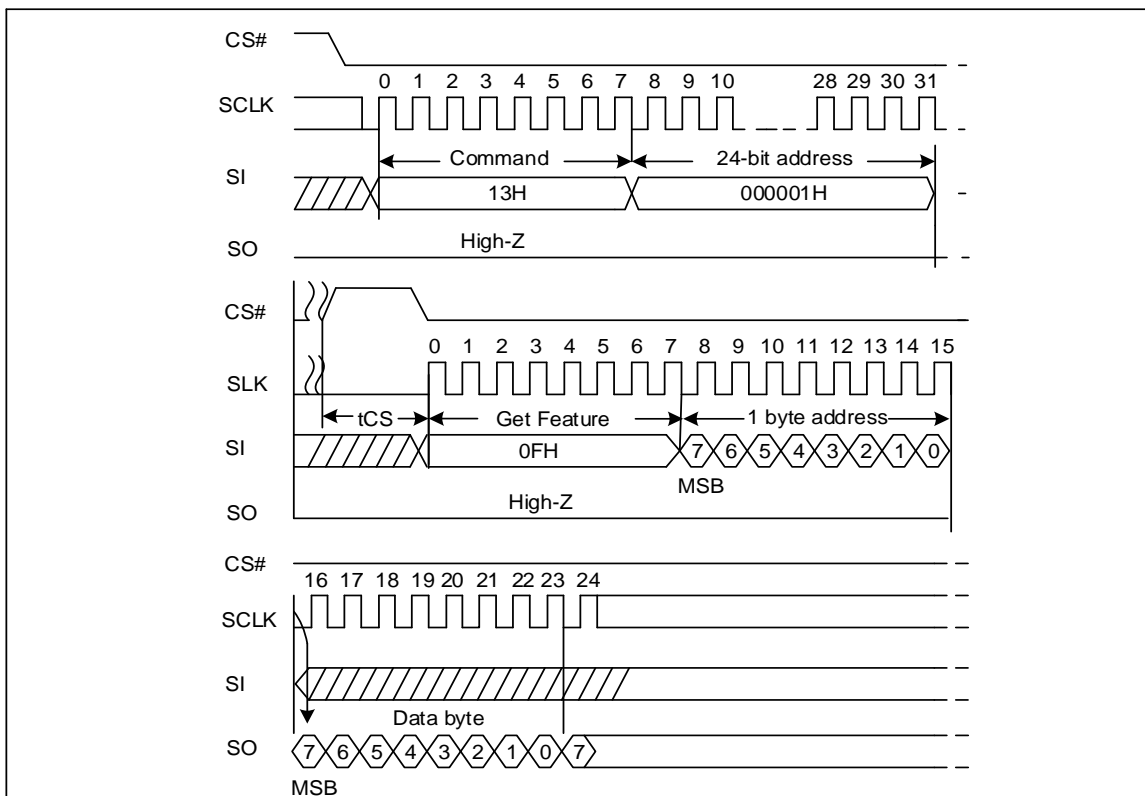 CS#
0 1 2 3 4 5 6 7 8 9 10 28 29 30 31
SCLK
Command 24-bit address
SI
13H 000001H
High-Z
SO
CS#
0 1 2 3 4 5 6 7 8 9 10 11 12 13 14 15
SLK
tCS Get Feature 1 byte address
SI
0FH 7 6 5 4 3 2 1 0
MSB
High-Z
SO
CS#
16 17 18 19 20 21 22 23 24
SCLK
SI
Data byte
SO
7 6 5 4 3 2 1 0 7
MSB